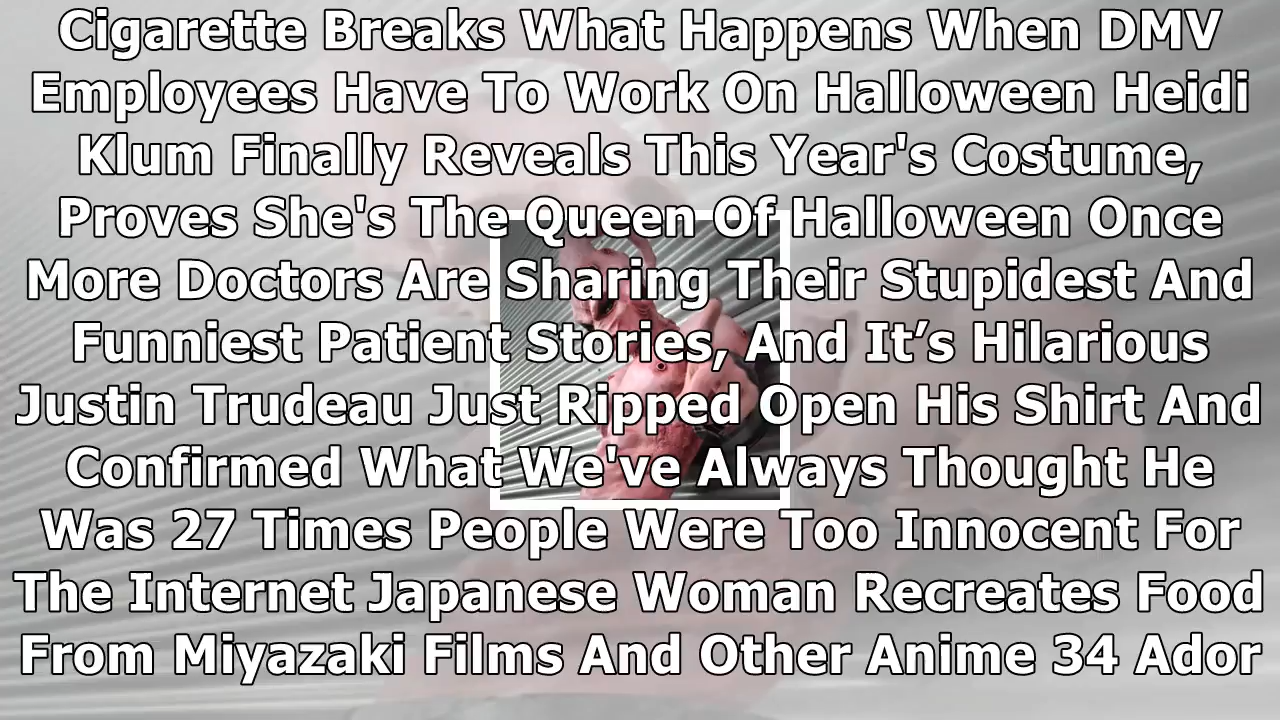 Cigarette Breaks What Happens When DMV
Employees Have To Work On Halloween Heidi
Klum Finally Reveals This Year's Costume,
Proves She's The Queen Of Halloween Once
More Doctors Are Sharing Their Stupidest And
Funniest Patient Stories, And It’s Hilarious
Justin Trudeau Just Ripped Open His Shirt And
Confirmed What We've Always Thought He
Was 27 Times People Were Too Innocent For
The Internet Japanese Woman Recreates Food
From Miyazaki Films And Other Anime 34 Ador